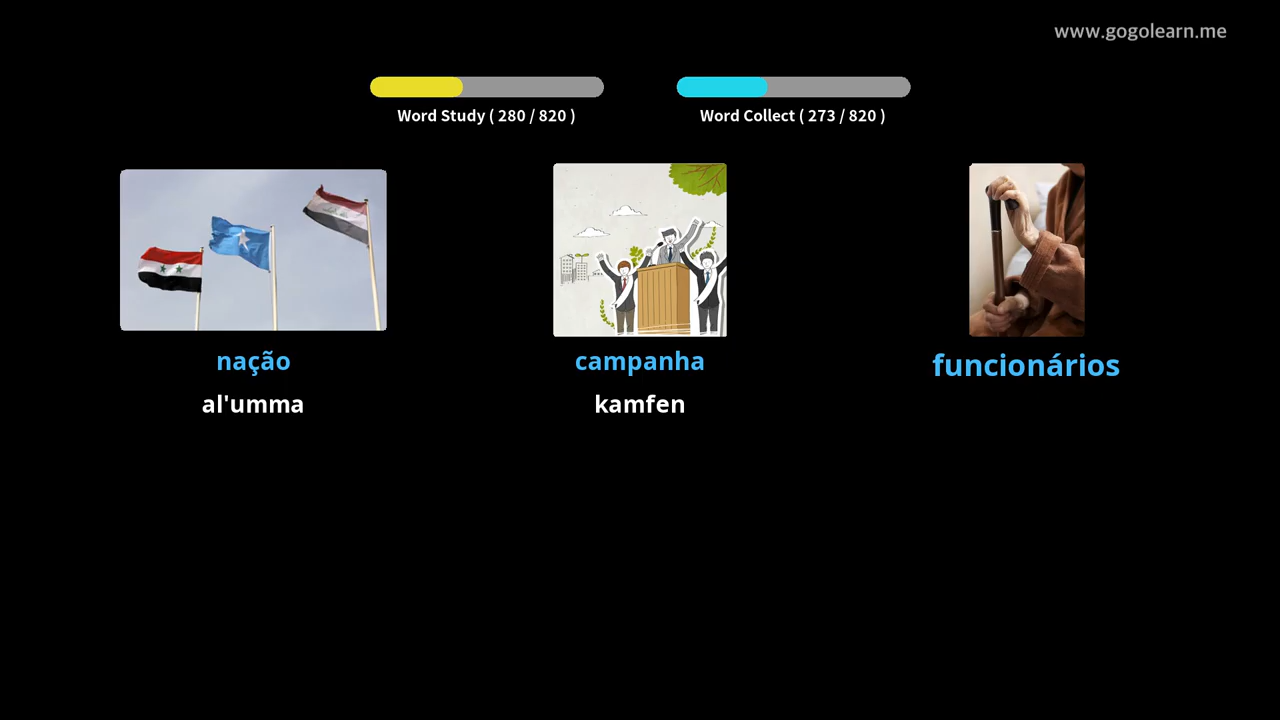 www.gogolearn.me
Word Study ( 280 / 820 )
Word Collect ( 273 / 820 )
nação
campanha
funcionários
al'umma
kamfen